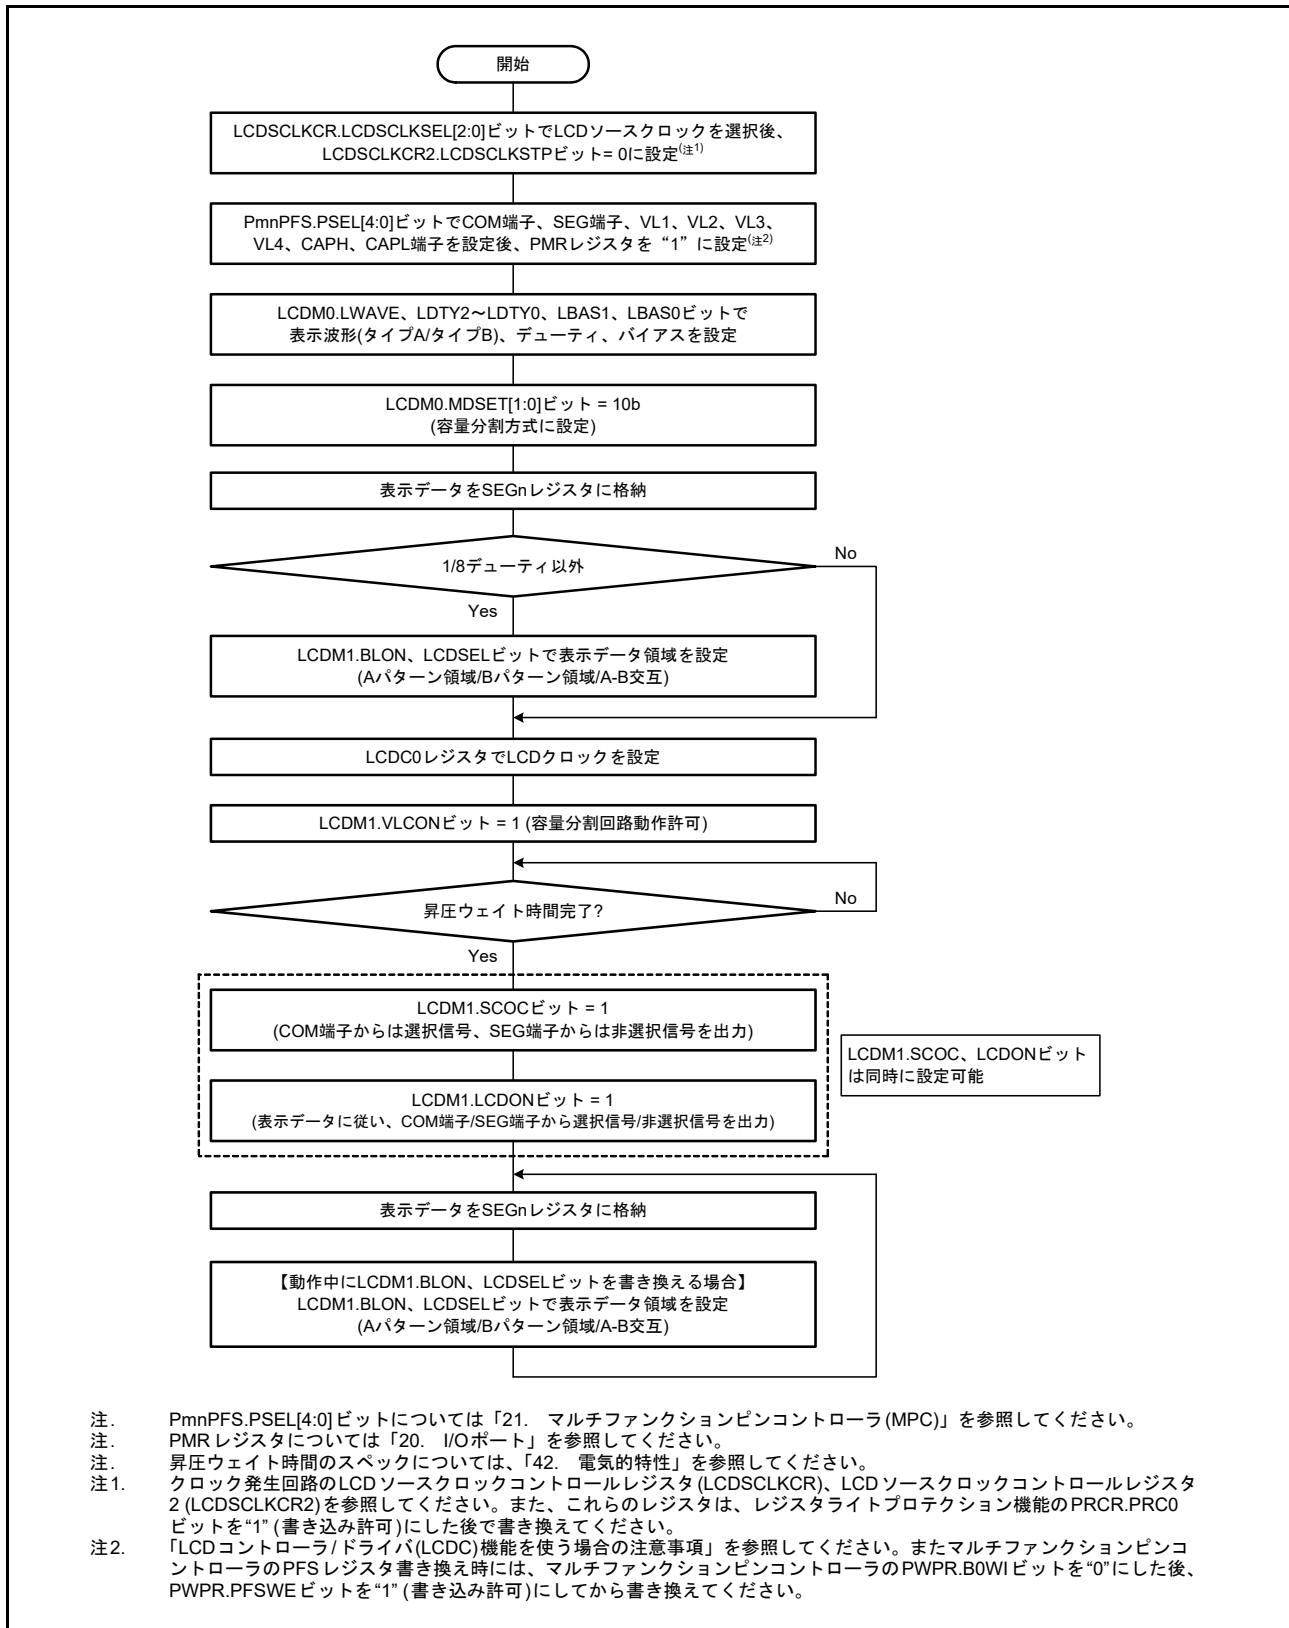 開始
LCDSCLKCR.LCDSCLKSEL[2:0]ビットでLCDソースクロックを選択後、
LCDSCLKCR2.LCDSCLKSTPビット= 0に設定(注1)
PmnPFS.PSEL[4:0]ビットでCOM端子、SEG端子、VL1、VL2、VL3、
VL4、CAPH、CAPL端子を設定後、PMRレジスタを“1”に設定(注2)
LCDM0.LWAVE、LDTY2～LDTY0、LBAS1、LBAS0ビットで
表示波形(タイプA/タイプB)、デューティ、バイアスを設定
LCDM0.MDSET[1:0]ビット = 10b
(容量分割方式に設定)
表示データをSEGnレジスタに格納
1/8デューティ以外
No
Yes
LCDM1.BLON、LCDSELビットで表示データ領域を設定
(Aパターン領域/Bパターン領域/A-B交互)
LCDC0レジスタでLCDクロックを設定
LCDM1.VLCONビット = 1 (容量分割回路動作許可)
昇圧ウェイト時間完了?
No
Yes
LCDM1.SCOCビット = 1
(COM端子からは選択信号、SEG端子からは非選択信号を出力)
LCDM1.SCOC、LCDONビット
は同時に設定可能
LCDM1.LCDONビット = 1
(表示データに従い、COM端子/SEG端子から選択信号/非選択信号を出力)
表示データをSEGnレジスタに格納
【動作中にLCDM1.BLON、LCDSELビットを書き換える場合】
LCDM1.BLON、LCDSELビットで表示データ領域を設定
(Aパターン領域/Bパターン領域/A-B交互)
注. PmnPFS.PSEL[4:0]ビットについては「21. マルチファンクションピンコントローラ(MPC)」を参照してください。
注. PMRレジスタについては「20. I/Oポート」を参照してください。
注. 昇圧ウェイト時間のスペックについては、「42. 電気的特性」を参照してください。
注1. クロック発生回路のLCDソースクロックコントロールレジスタ(LCDSCLKCR)、LCDソースクロックコントロールレジスタ
2 (LCDSCLKCR2)を参照してください。また、これらのレジスタは、レジスタライトプロテクション機能のPRCR.PRC0
ビットを“1” (書き込み許可)にした後で書き換えてください。
注2. 「LCDコントローラ/ドライバ(LCDC)機能を使う場合の注意事項」を参照してください。またマルチファンクションピンコ
ントローラのPFSレジスタ書き換え時には、マルチファンクションピンコントローラのPWPR.B0WIビットを“0”にした後、
PWPR.PFSWEビットを“1” (書き込み許可)にしてから書き換えてください。